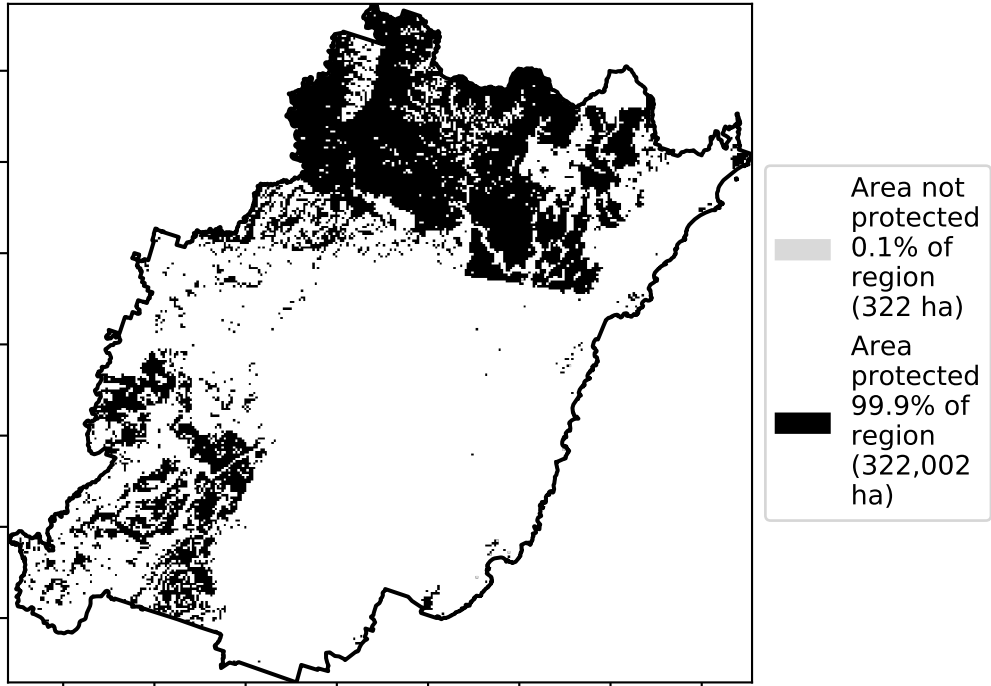 Area not
protected
0.1% of
region
(322 ha)
Area
protected
99.9% of
region
(322,002
ha)